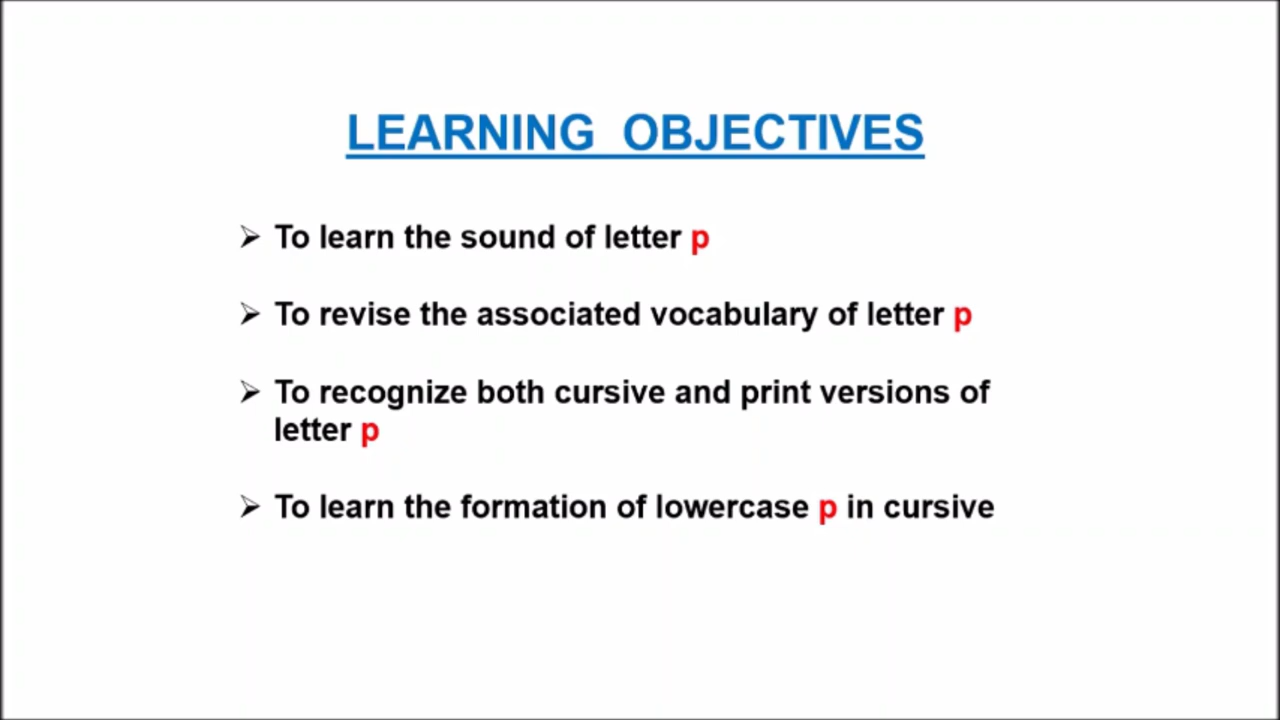 LEARNING OBJECTIVES
➢ To learn the sound of letter p
➢ To revise the associated vocabulary of letter p
➢ To recognize both cursive and print versions of
letter p
➢ To learn the formation of lowercase p in cursive